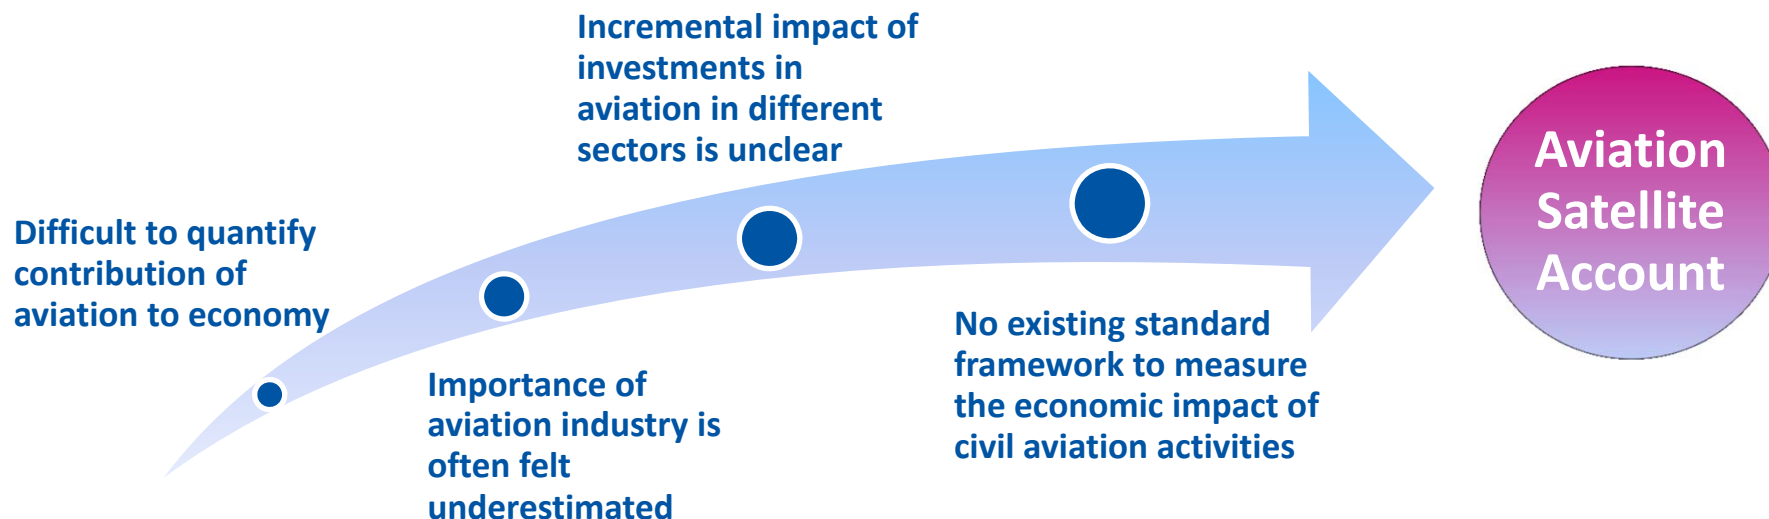 Incremental impact of
investments in
aviation in different
sectors is unclear
Aviation
Satellite
Account
Difficult to quantify
contribution of
aviation to economy
No existing standard
framework to measure
the economic impact of
civil aviation activities
Importance of
aviation industry is
often felt
underestimated